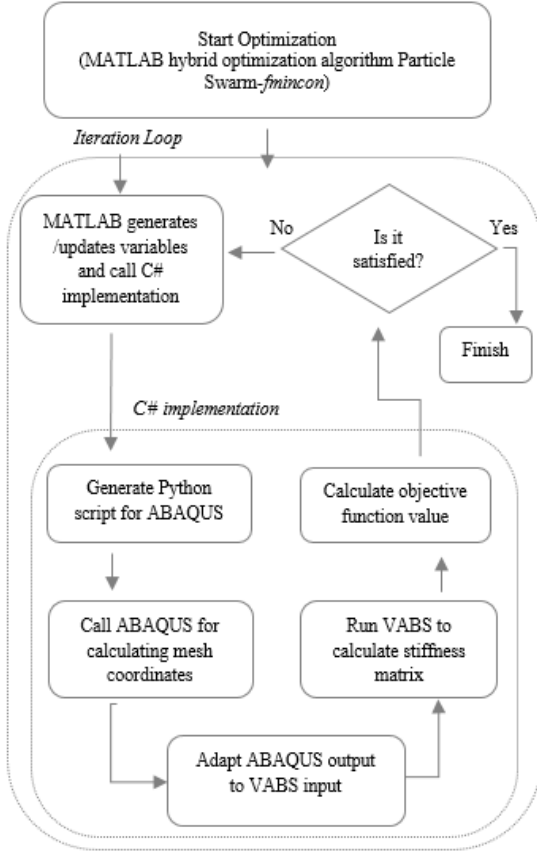 Start Optimization
(MATLAB hybrid optimization algorithm Particle
Swarm-fmincon)
Iteration Loop
MATLAB generates
/updates variables
and call C#
implementation
No
Is it
satisfied?
Yes
Finish
C# implementation
Generate Python
script for ABAQUS
Calculate objective
function value
Call ABAQUS for
calculating mesh
coordinates
Run VABS to
calculate stiffness
matrix
Adapt ABAQUS output
to VABS input